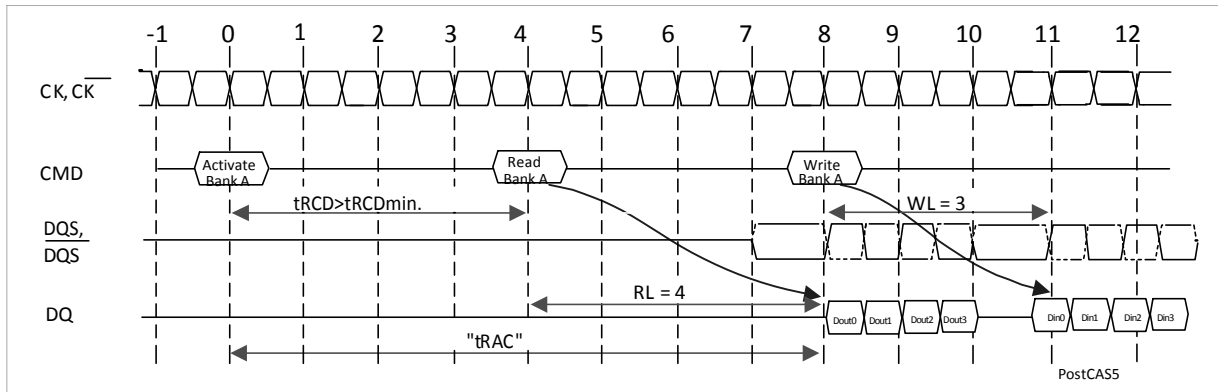 -1 0 1 2 3 4 5 6 7 8 9 10 11 12
CK, CK
CMD
Activate
Bank A
Read
Bank A
Write
Bank A
tRCD>tRCDmin.
WL = 3
DQS,
DQS
RL = 4
DQ
Dout0 Dout1 Dout2 Dout3 Din0 Din1 Din2 Din3
"tRAC"
PostCAS5